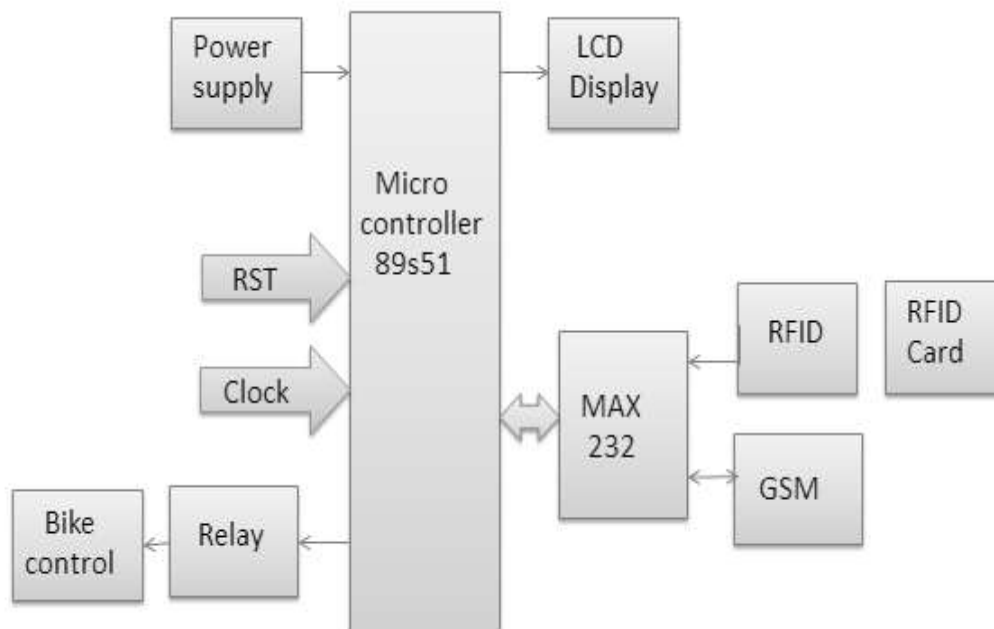 Power
supply
LCD
Display
Micro
controller
89s51
RST
Clock
RFID
RFID
Card
MAX
232
GSM
Bike
control
Relay